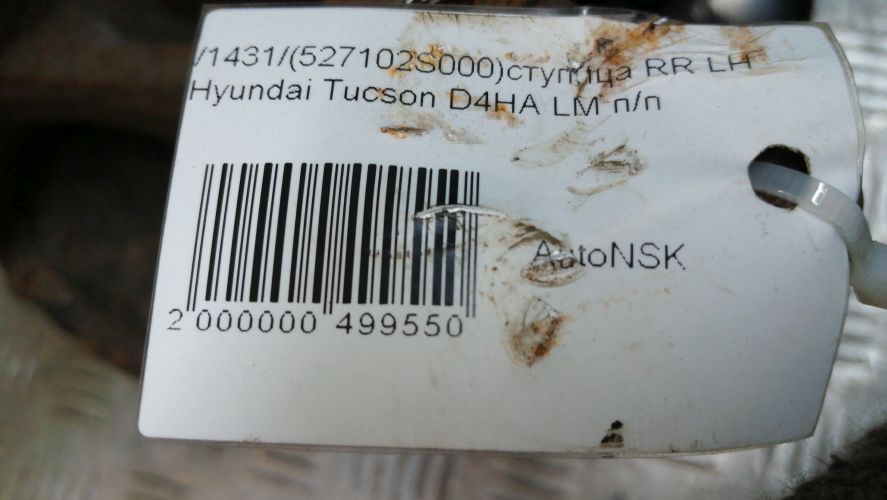 /1431/(527102S000)ступица RR LH
Hyundai Tucson D4HA LM п/п
AutoNSK
2 000000 499550